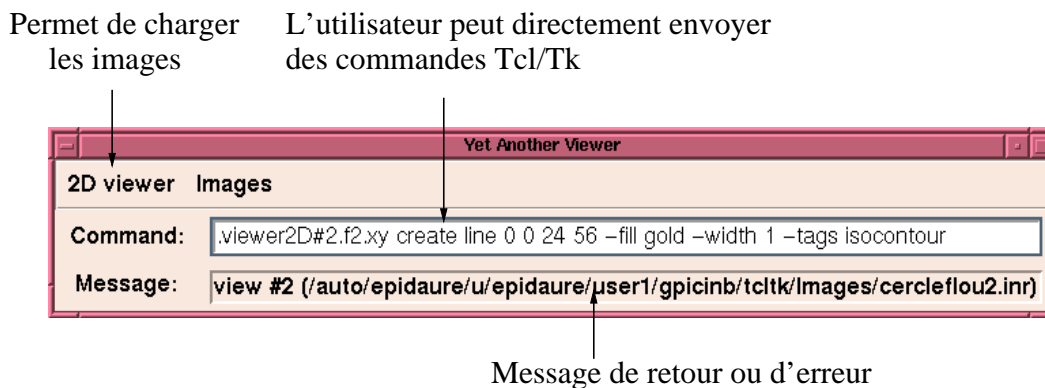 Permet de charger
les images
L’utilisateur peut directement envoyer
des commandes Tcl/Tk
Yet Another Viewer
2D viewer Images
Command: .viewer2D#2.f2.xy create line 0 0 24 56 –fill gold –width 1 –tags isocontour
Message: view #2 (/auto/epidaure/u/epidaure/user1/gpicinb/tcltk/Images/cercleflou2.inr)
Message de retour ou d’erreur